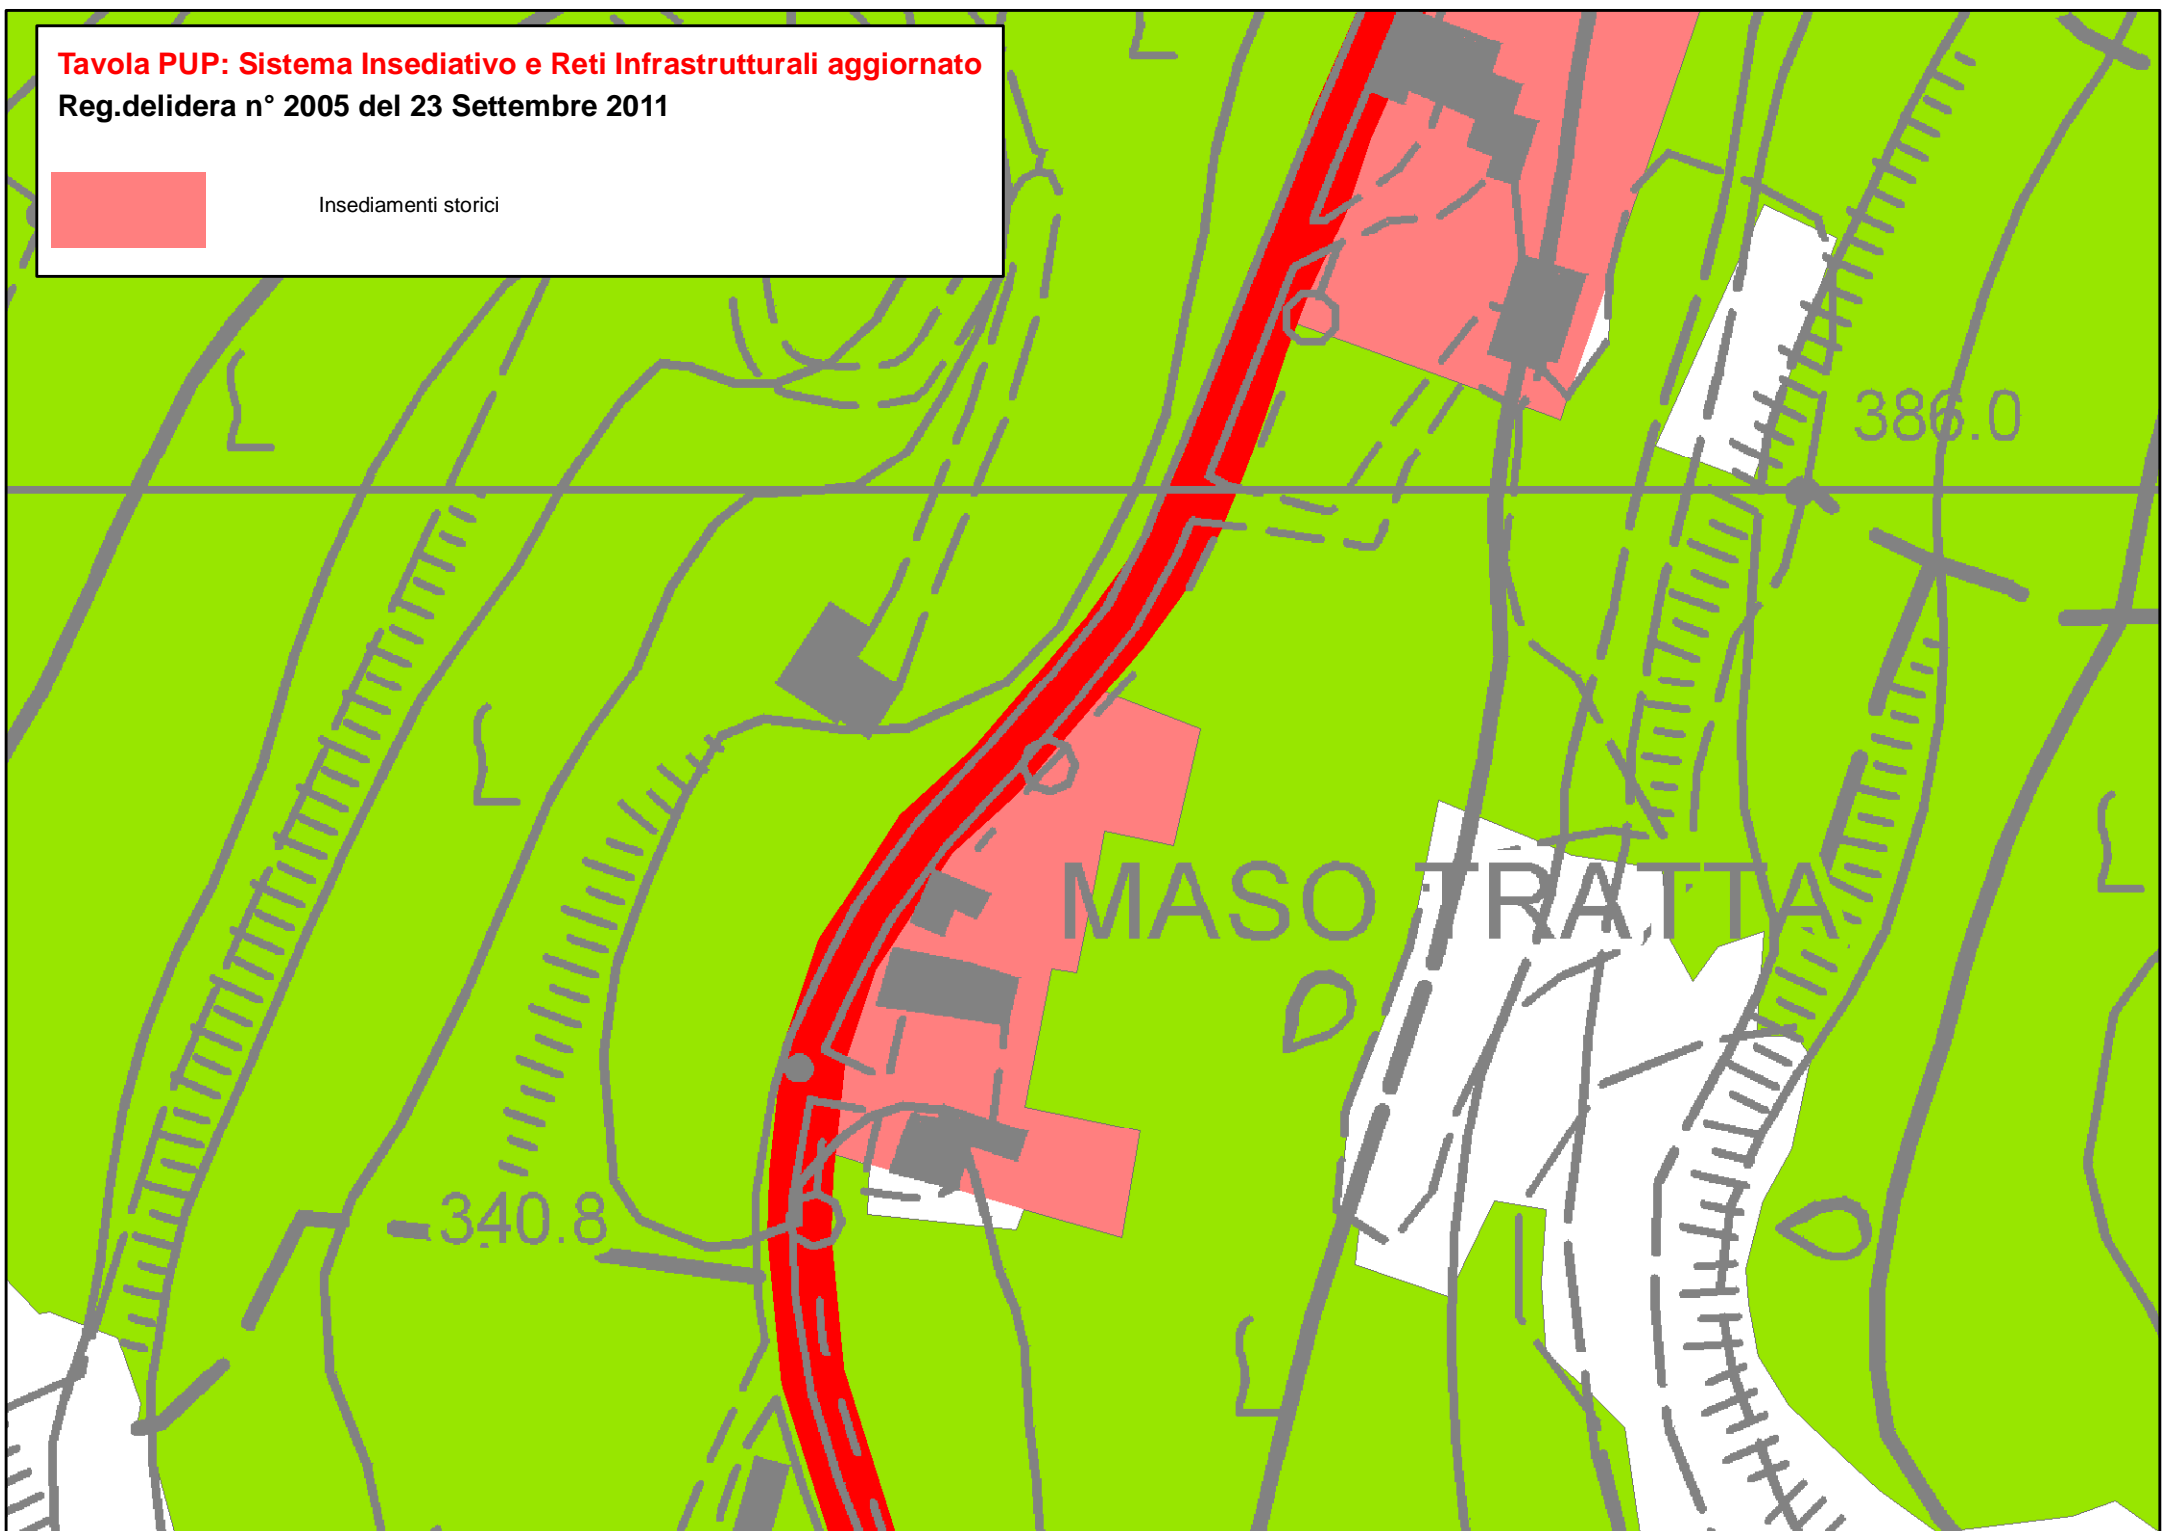 Tavola PUP: Sistema Insediativo e Reti Infrastrutturali aggiornato
Reg.delidera n° 2005 del 23 Settembre 2011
Insediamenti storici
386.0
MASO TRATTA
340.8